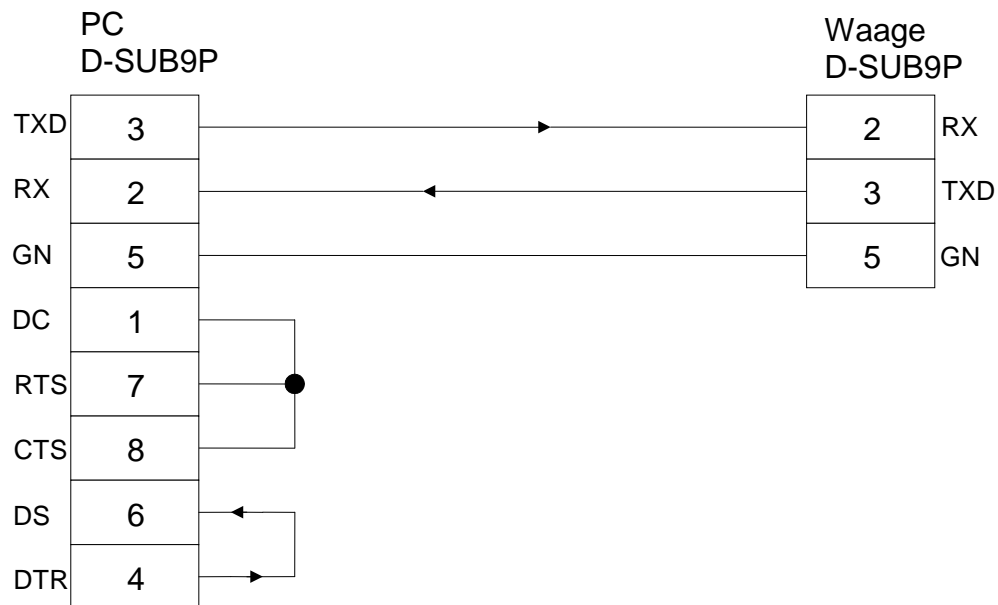 PC
D-SUB9P
Waage
D-SUB9P
TXD 3 2 RX
RX 2 3 TXD
GN 5 5 GN
DC 1
RTS 7
CTS 8
DS 6
DTR 4